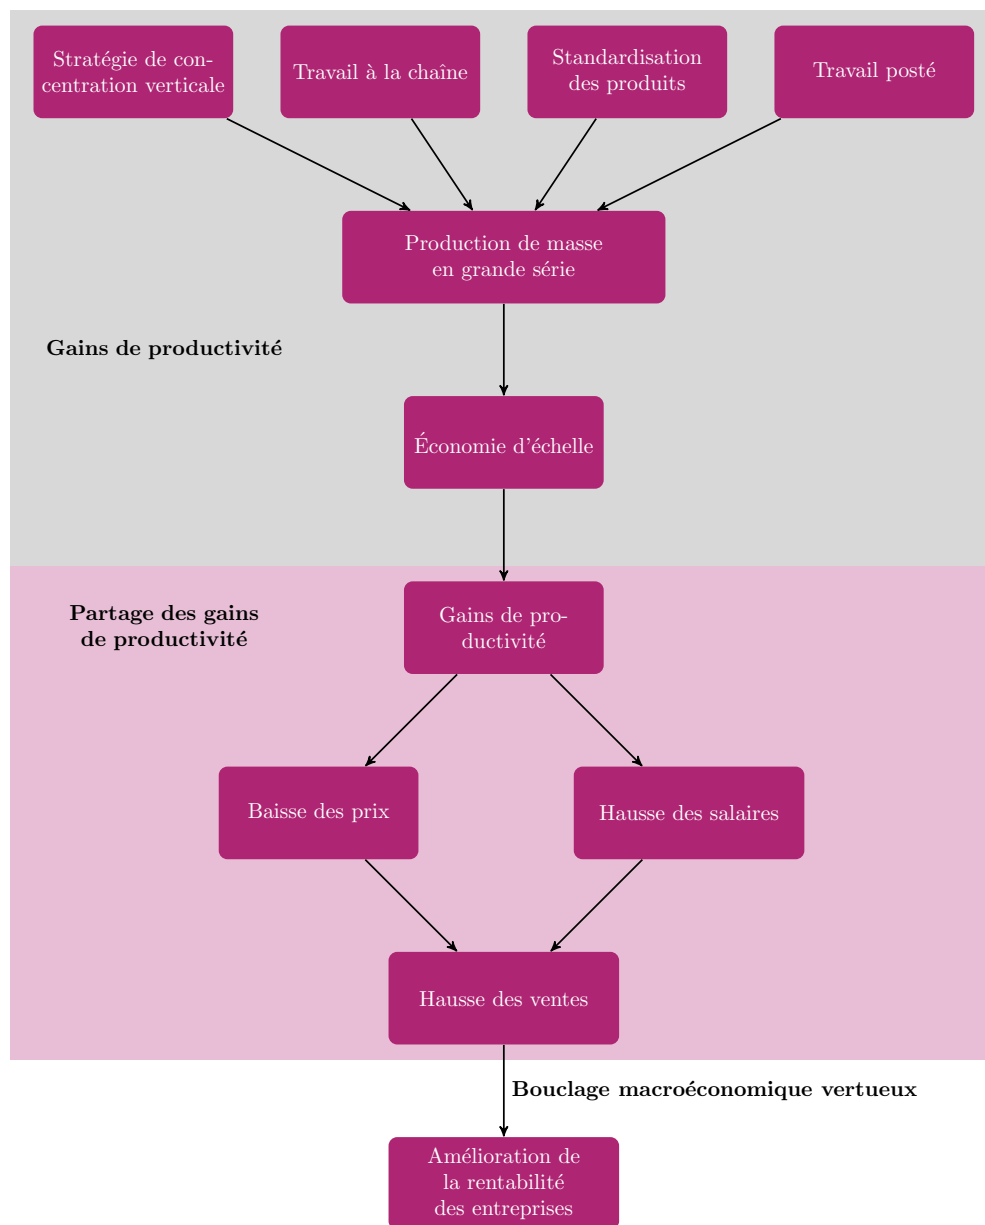 Stratégie de con-
centration verticale
Travail à la chaîne
Standardisation
des produits
Travail posté
Production de masse
en grande série
Gains de productivité
Économie d'échelle
Partage des gains
de productivité
Gains de pro-
ductivité
Baisse des prix
Hausse des salaires
Hausse des ventes
Bouclage macroéconomique vertueux
Amélioration de
la rentabilité
des entreprises